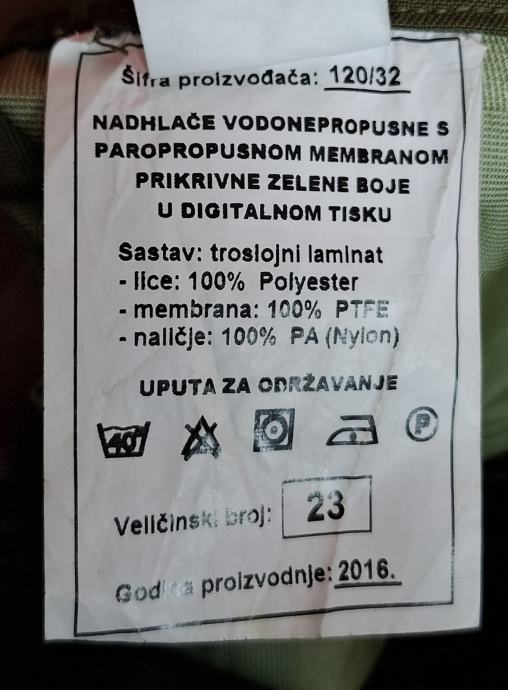 Šifra proizvođača: 120/32
NADHLAČE VODONEPROPUSNE S
PAROPROPUSNOM MEMBRANOM
PRIKRIVNE ZELENE BOJE
U DIGITALNOM TISKU
Sastav: troslojni laminat
- lice: 100% Polyester
- membrana: 100% PTFE
- naličje: 100% PA (Nylon)
UPUTA ZA ODRŽAVANJE
40° P
Veličinski broj: 23
Godina proizvodnje: 2016.